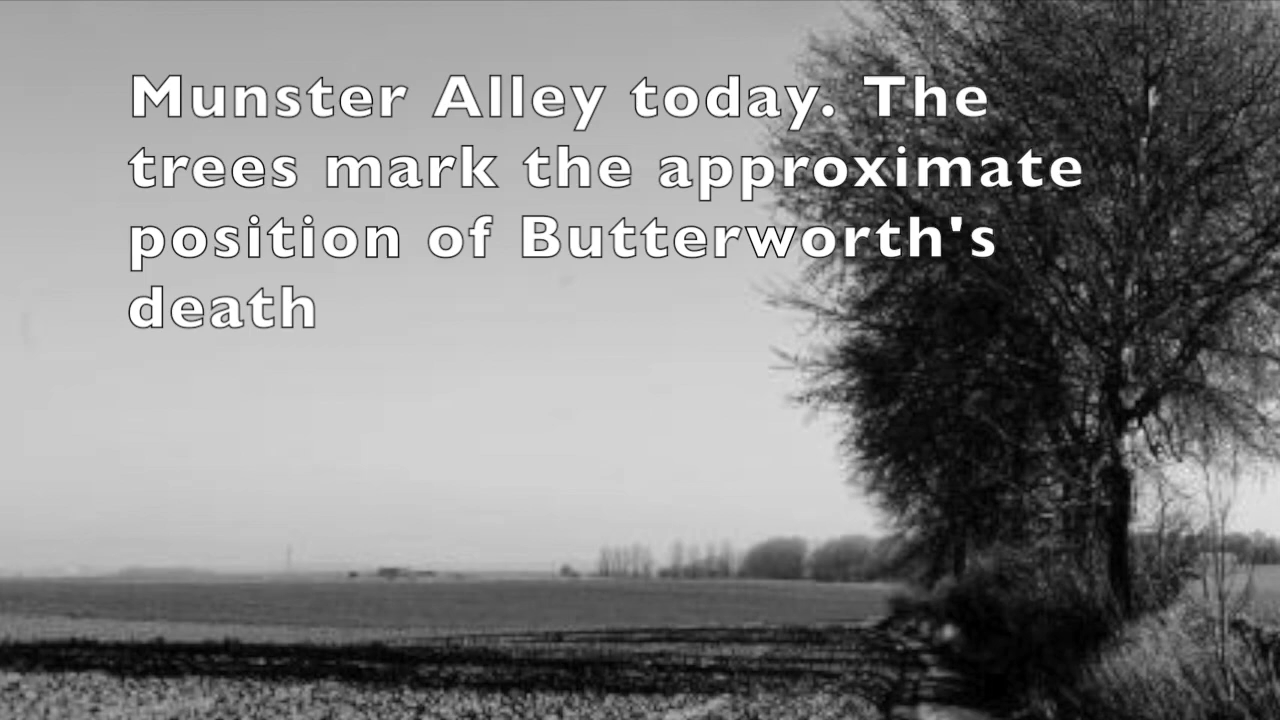 Munster Alley today. The
trees mark the approximate
position of Butterworth's
death